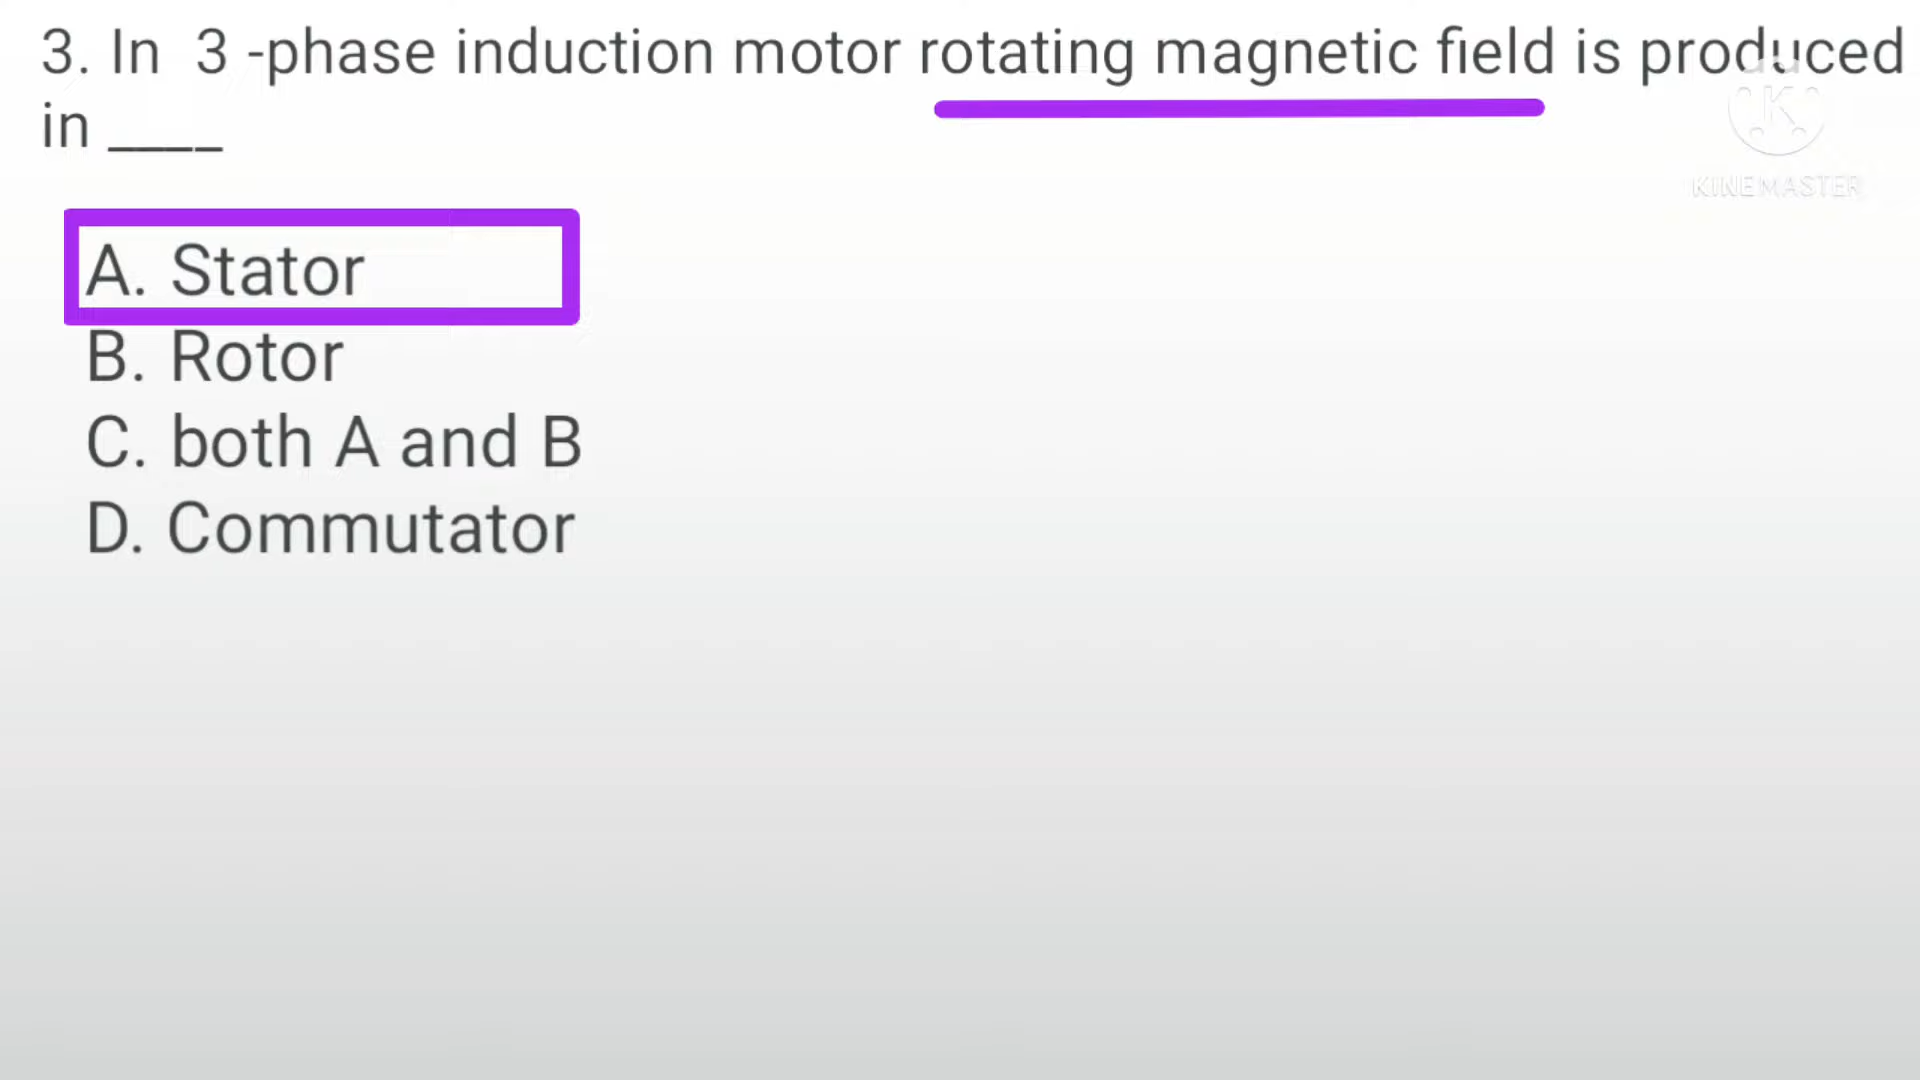 3. In 3 -phase induction motor rotating magnetic field is produced
in ____
K
KINEMASTER
A. Stator
B. Rotor
C. both A and B
D. Commutator